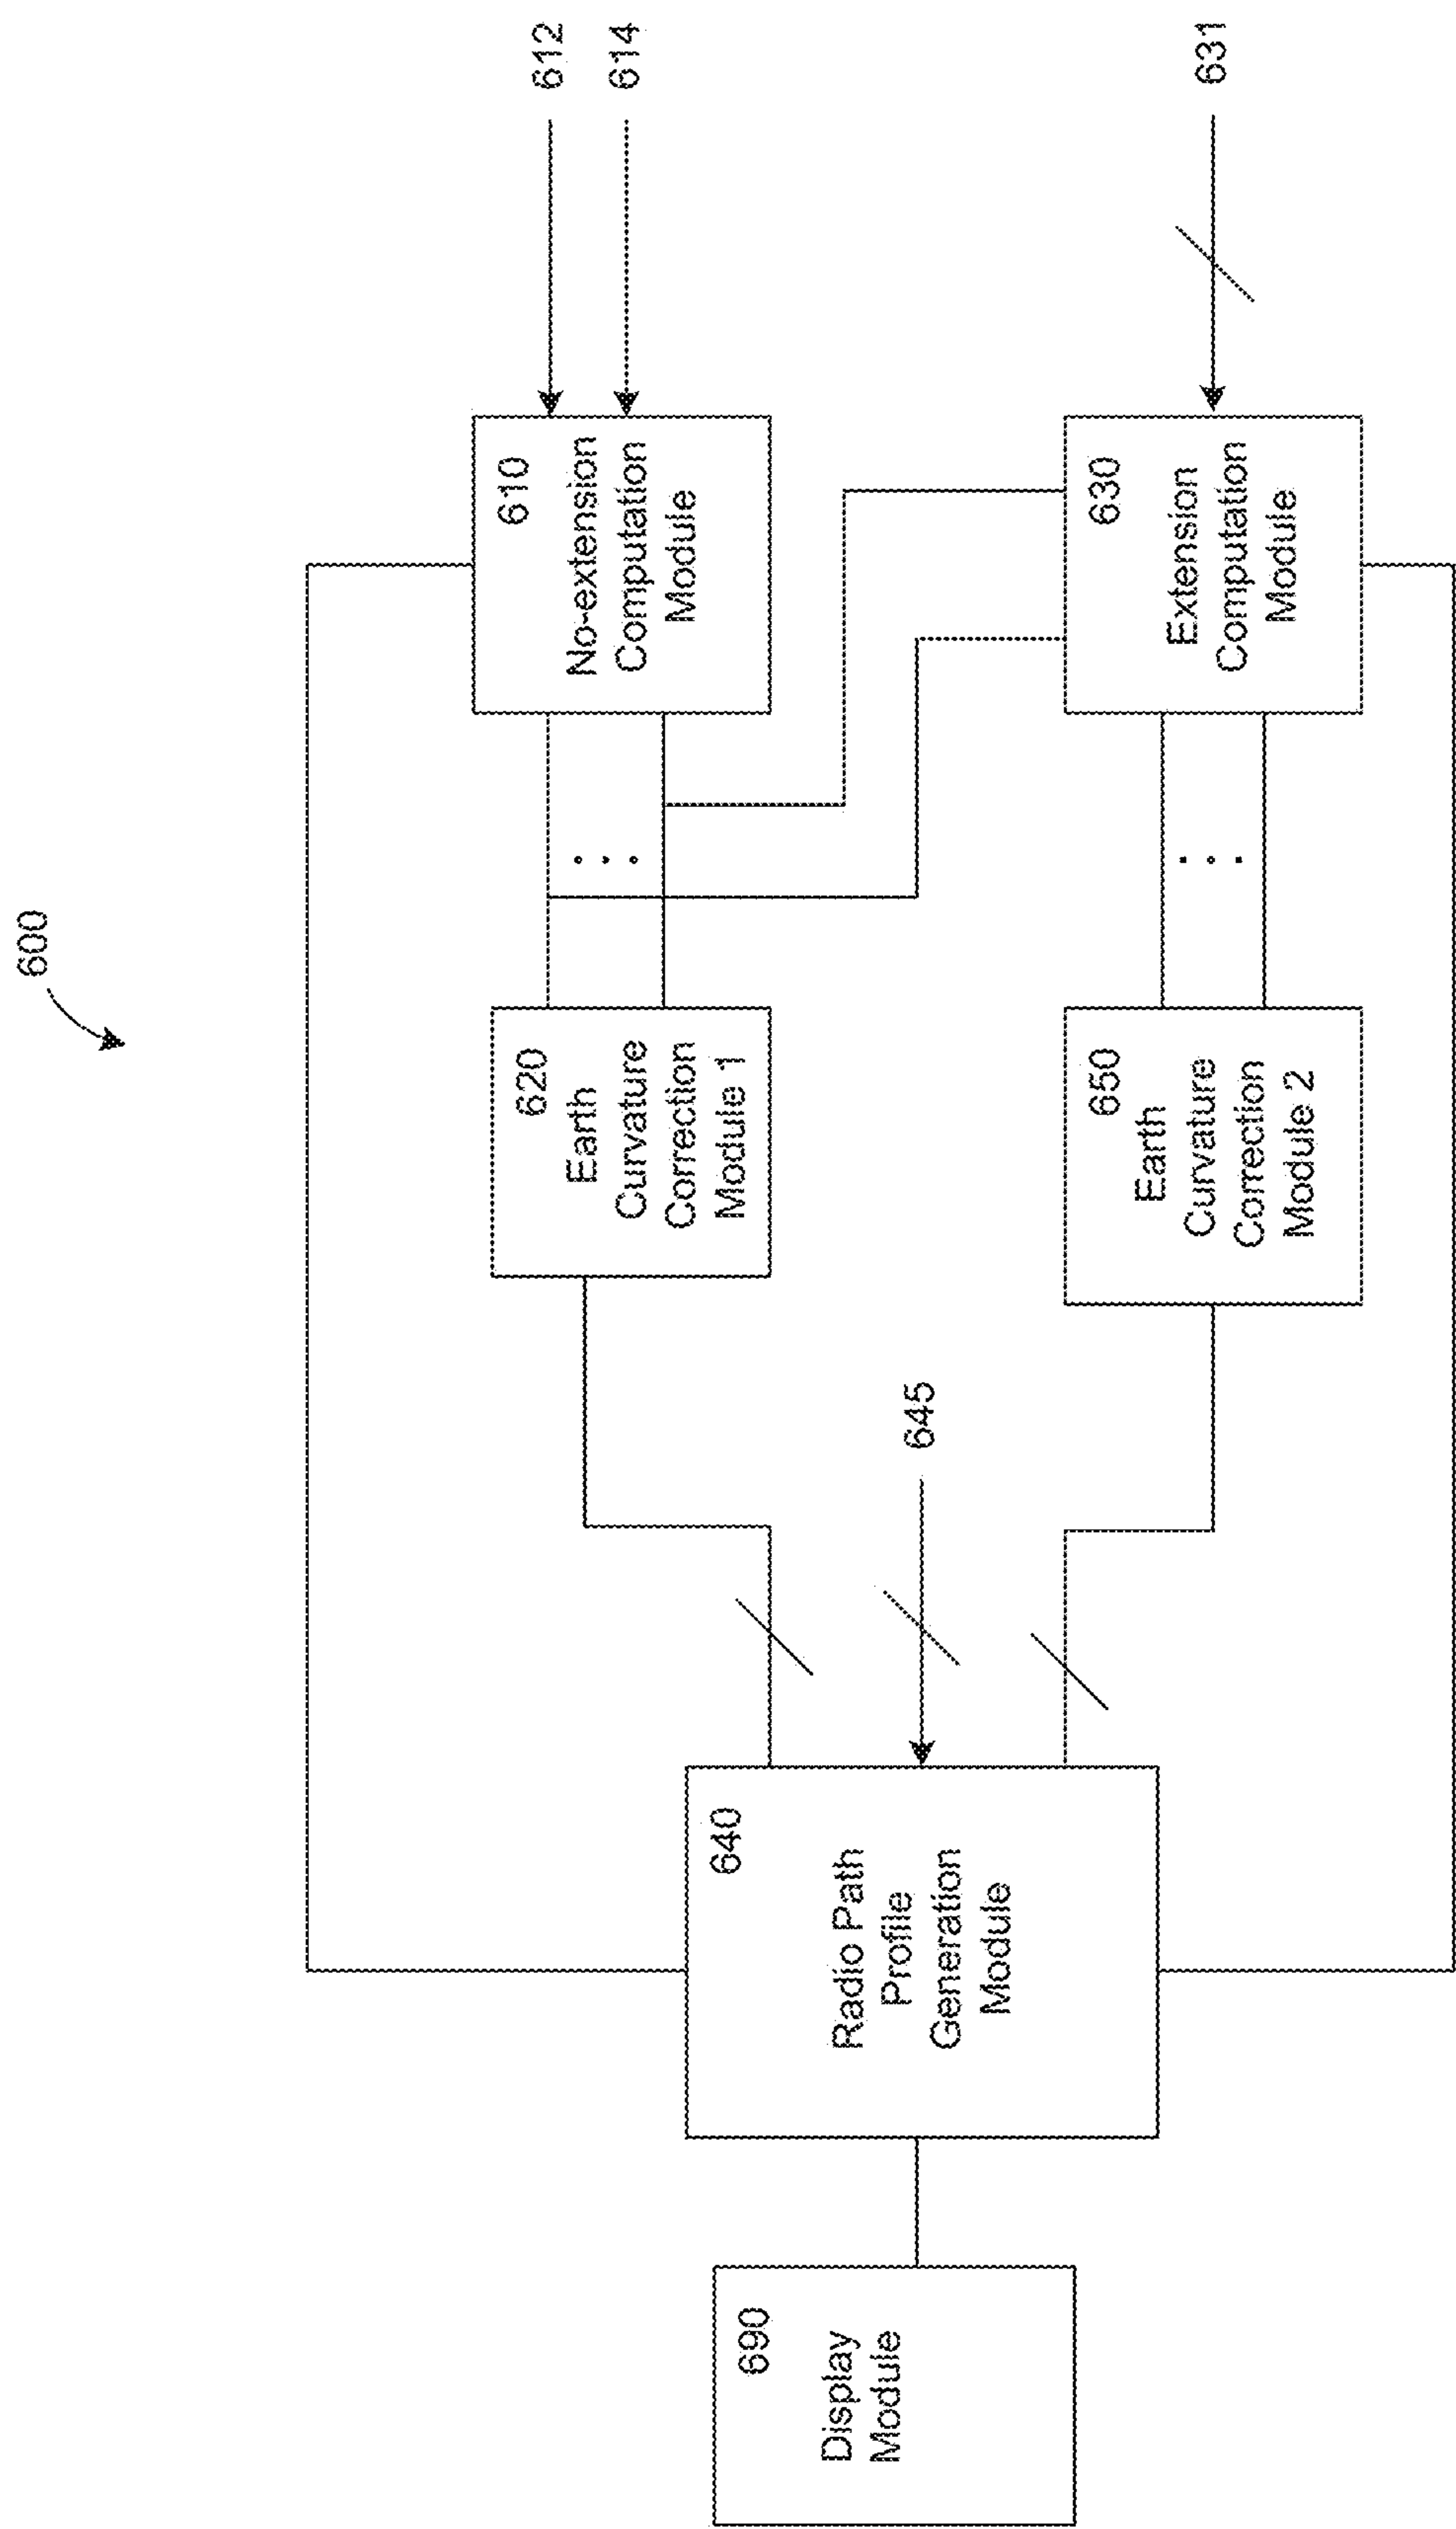 600
612
614
631
610
No-extension
Computation
Module
630
Extension
Computation
Module
620
Earth
Curvature
Correction
Module 1
650
Earth
Curvature
Correction
Module 2
645
640
Radio Path
Profile
Generation
Module
690
Display
Module